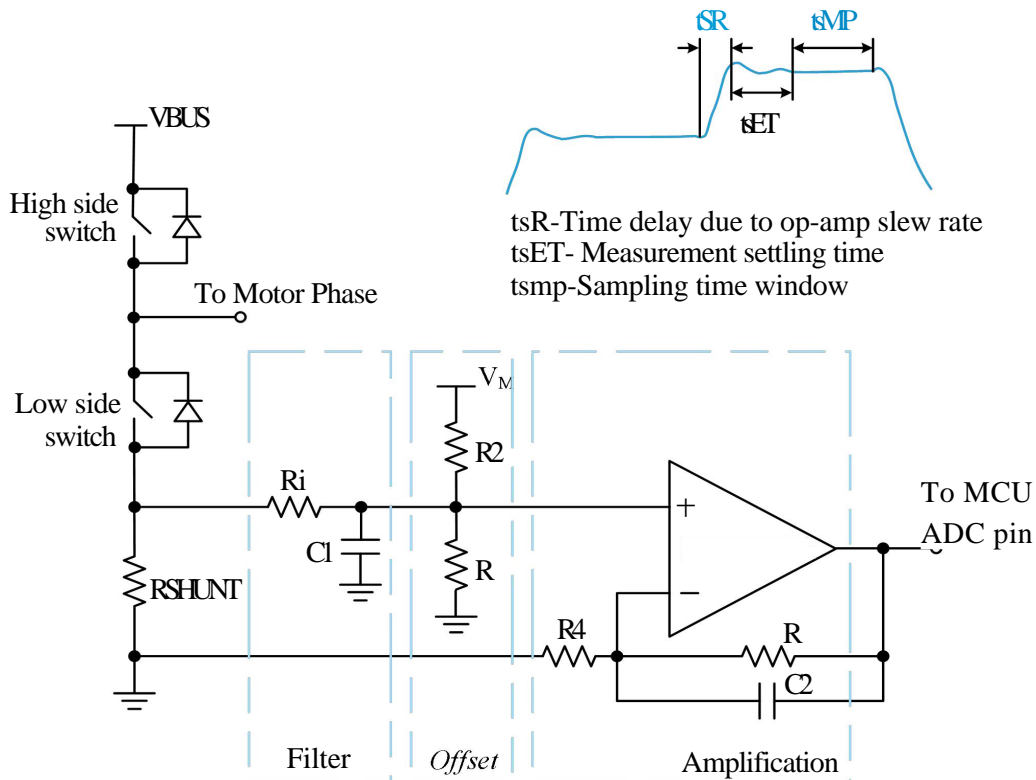 tSR
tsMP
tsET
VBUS
High side
switch
tsR-Time delay due to op-amp slew rate
tsET- Measurement settling time
tsmp-Sampling time window
To Motor Phase
Low side
switch
VM
R2
Ri
C1
R
RSHUNT
+
−
To MCU
ADC pin
R4
R
C2
Filter
Offset
Amplification